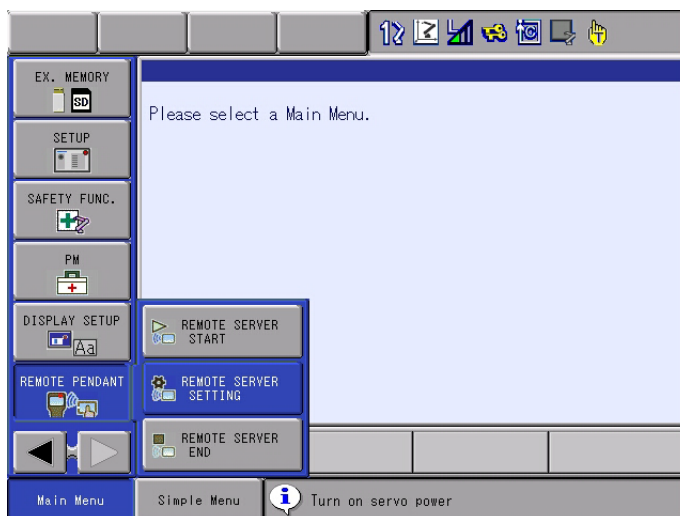 EX. MEMORY
SD
SETUP
SAFETY FUNC.
PM
DISPLAY SETUP
Aa
REMOTE PENDANT
Please select a Main Menu.
REMOTE SERVER
START
REMOTE SERVER
SETTING
REMOTE SERVER
END
Main Menu
Simple Menu
Turn on servo power